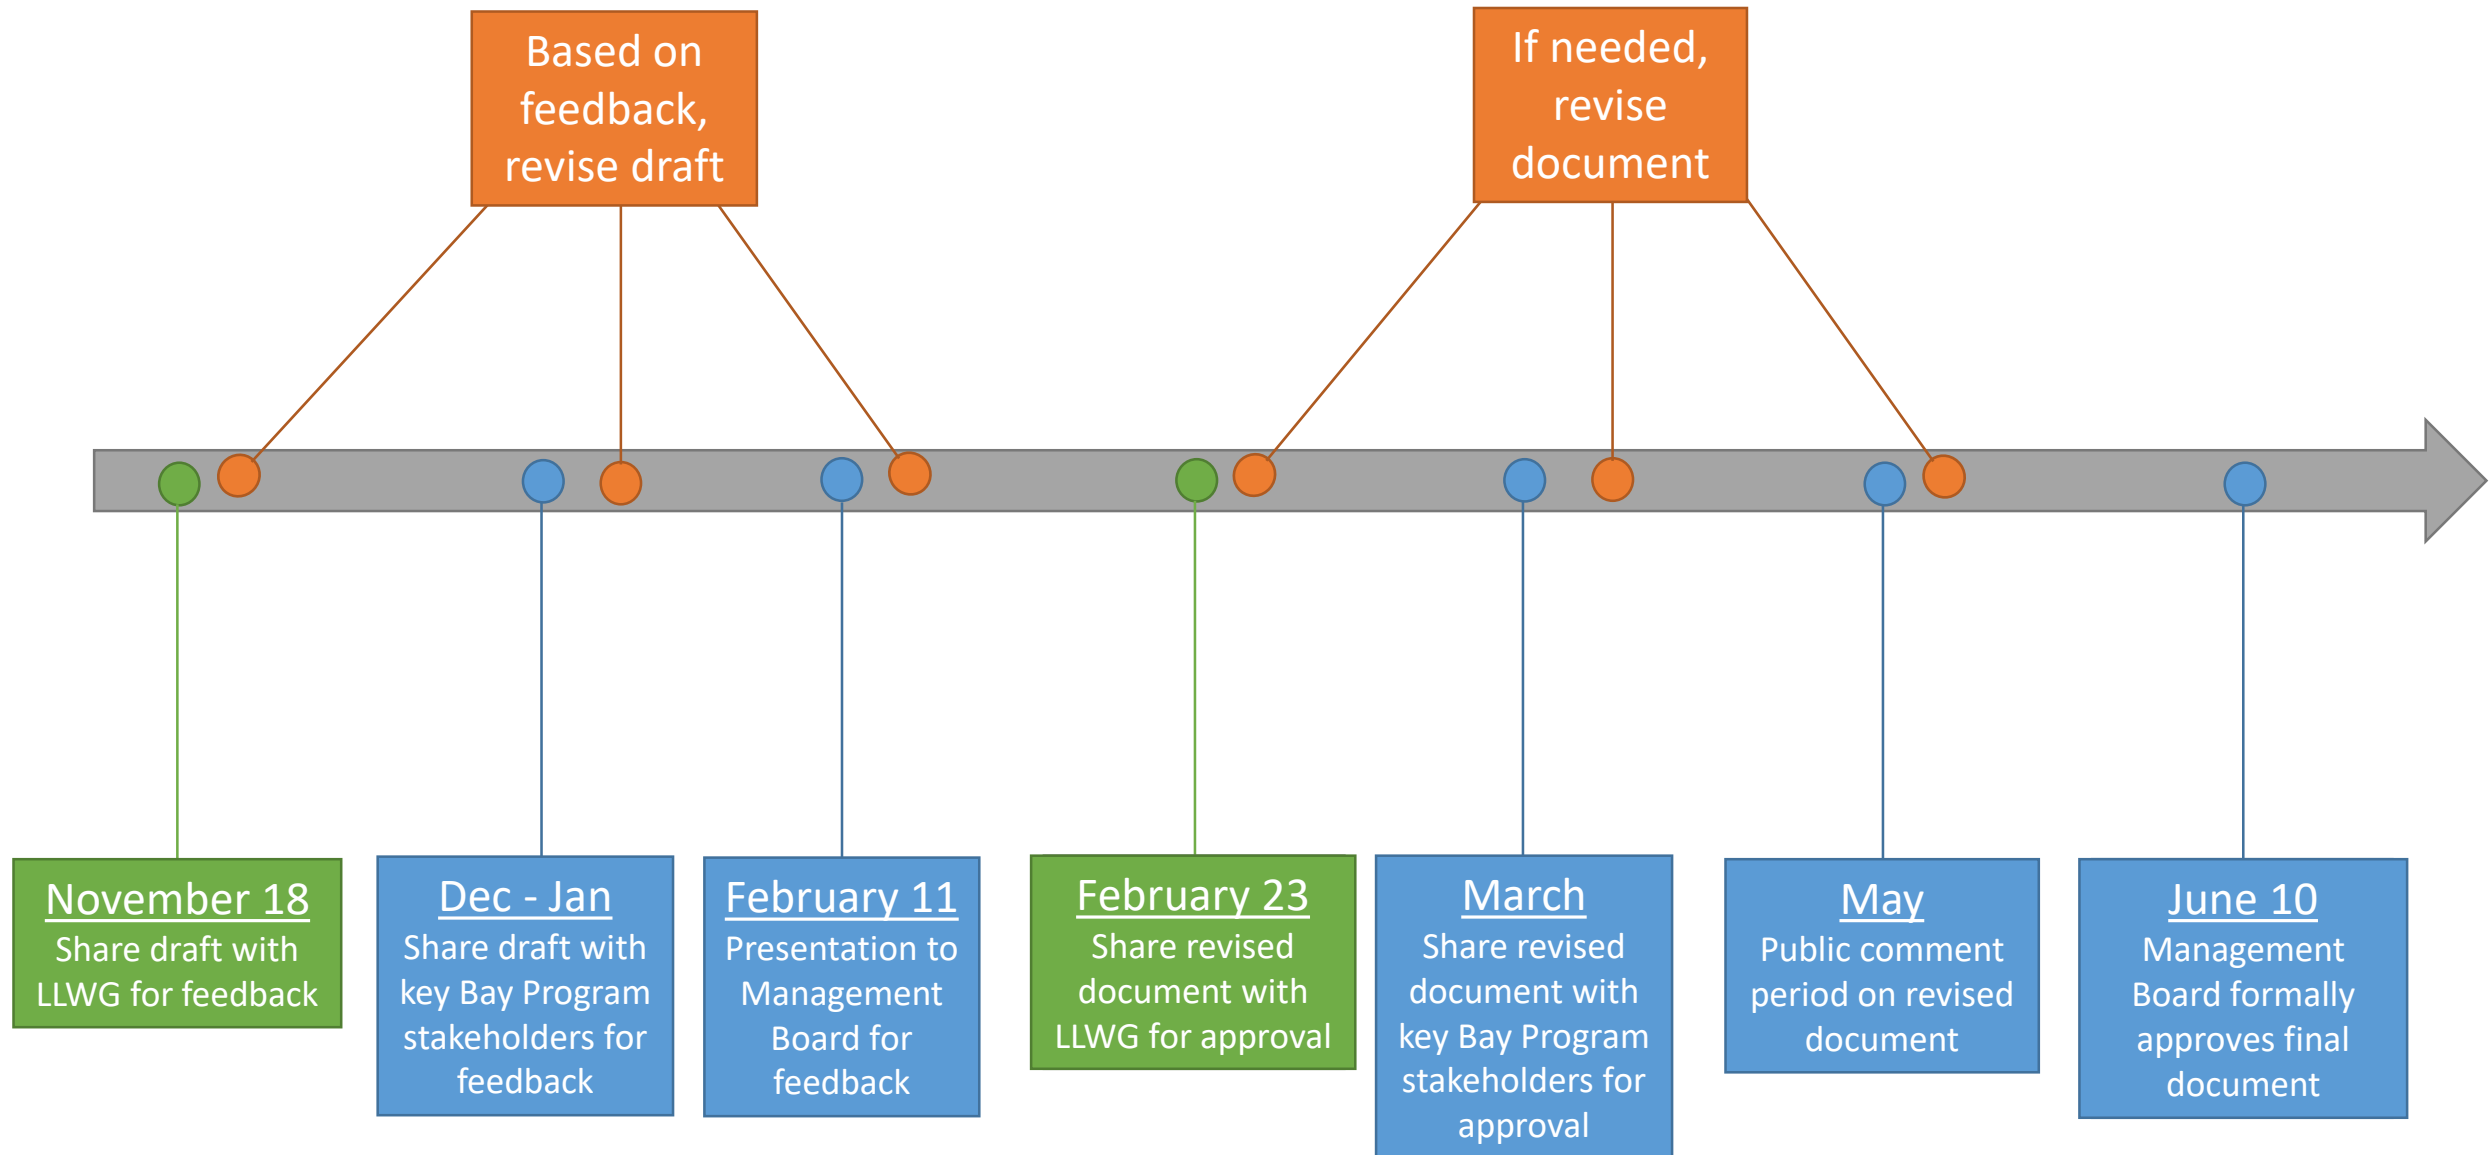 Based on
feedback,
revise draft
If needed,
revise
document
November 18
Share draft with
LLWG for feedback
Dec - Jan
Share draft with
key Bay Program
stakeholders for
feedback
February 11
Presentation to
Management
Board for
feedback
February 23
Share revised
document with
LLWG for approval
March
Share revised
document with
key Bay Program
stakeholders for
approval
May
Public comment
period on revised
document
June 10
Management
Board formally
approves final
document